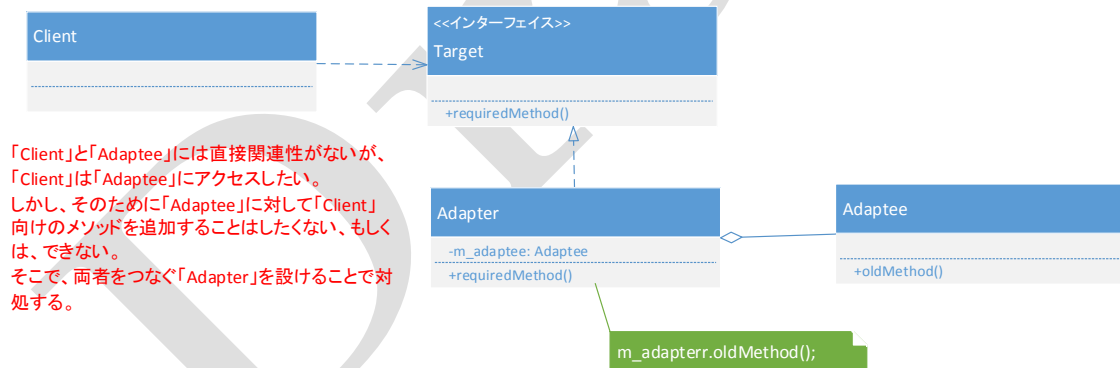 Client
<<インターフェイス>>
Target
+requiredMethod()
「Client」と「Adaptee」には直接関連性がないが、
「Client」は「Adaptee」にアクセスしたい。
しかし、そのために「Adaptee」に対して「Client」
向けのメソッドを追加することはしたくない、もしく
は、できない。
そこで、両者をつなぐ「Adapter」を設けることで対
処する。
Adapter
-m_adaptee: Adaptee
+requiredMethod()
Adaptee
+oldMethod()
m_adapterr.oldMethod();